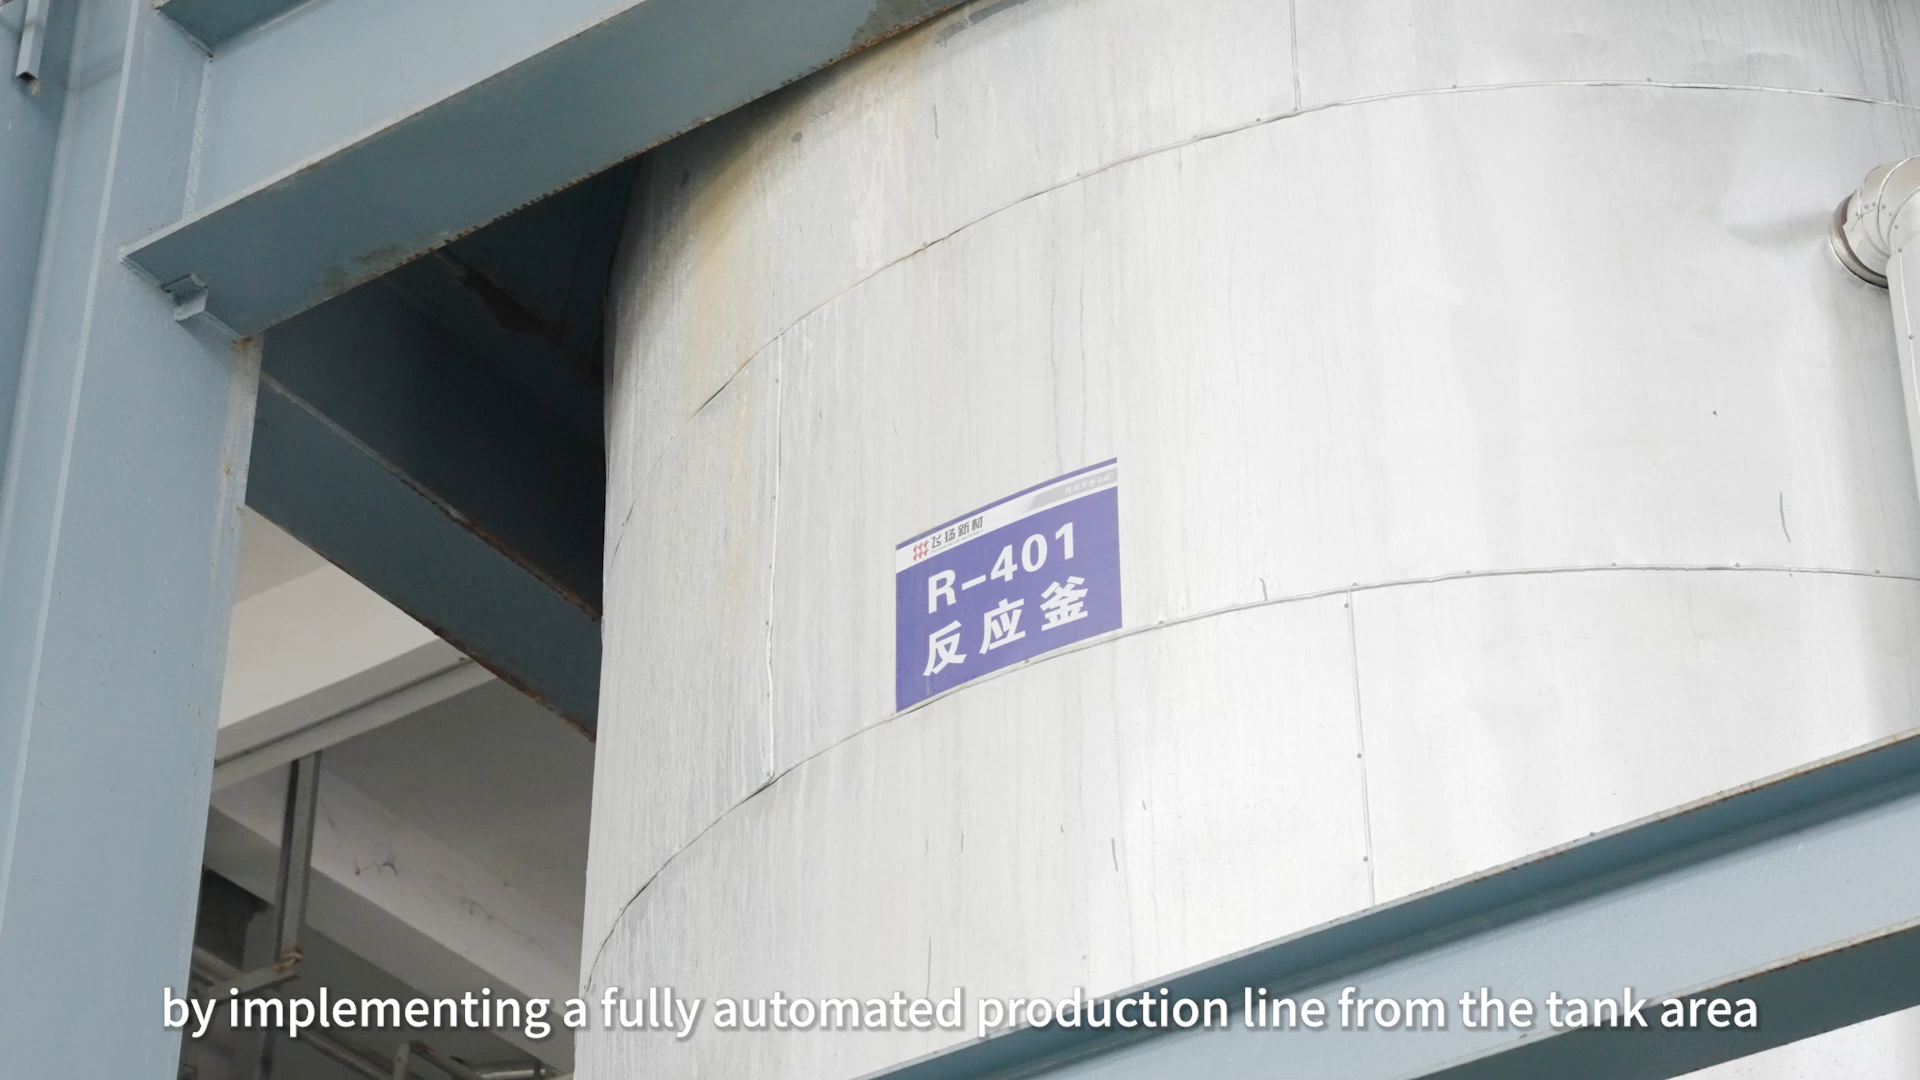 飞扬新材
R-401
反应釜
by implementing a fully automated production line from the tank area